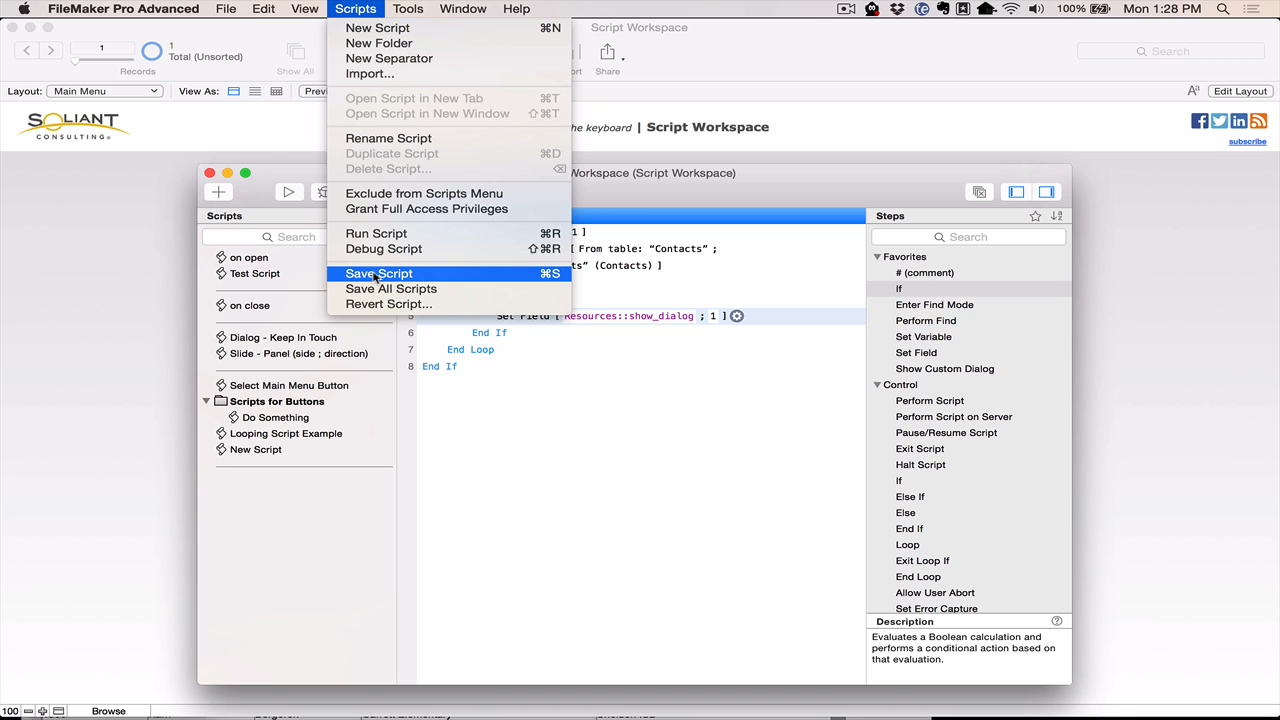 FileMaker Pro Advanced File Edit View Scripts Tools Window Help 100% Mon 1:28 PM
Script Workspace
1 1
Total (Unsorted)
Records Show All Share Search
Layout: Main Menu View As: Edit Layout
SOLIANT
CONSULTING
the keyboard | Script Workspace
subscribe
New Script ⌘N
New Folder
New Separator
Import...
Open Script in New Tab ⌘T
Open Script in New Window ⇧⌘T
Rename Script
Duplicate Script ⌘D
Delete Script...
Exclude from Scripts Menu
Grant Full Access Privileges
Run Script ⌘R
Debug Script ⇧⌘R
Save Script ⌘S
Save All Scripts
Revert Script...
Workspace (Script Workspace)
Scripts
Search
on open
Test Script
on close
Dialog - Keep In Touch
Slide - Panel (side ; direction)
Select Main Menu Button
Scripts for Buttons
Do Something
Looping Script Example
New Script
1 ]
[ From table: “Contacts” ;
ts” (Contacts) ]
5 Set Field [ Resources::show_dialog ; 1 ]
6 End If
7 End Loop
8 End If
Steps
Search
Favorites
# (comment)
If
Enter Find Mode
Perform Find
Set Variable
Set Field
Show Custom Dialog
Control
Perform Script
Perform Script on Server
Pause/Resume Script
Exit Script
Halt Script
If
Else If
Else
End If
Loop
Exit Loop If
End Loop
Allow User Abort
Set Error Capture
Description
Evaluates a Boolean calculation and
performs a conditional action based on
that evaluation.
100 Browse